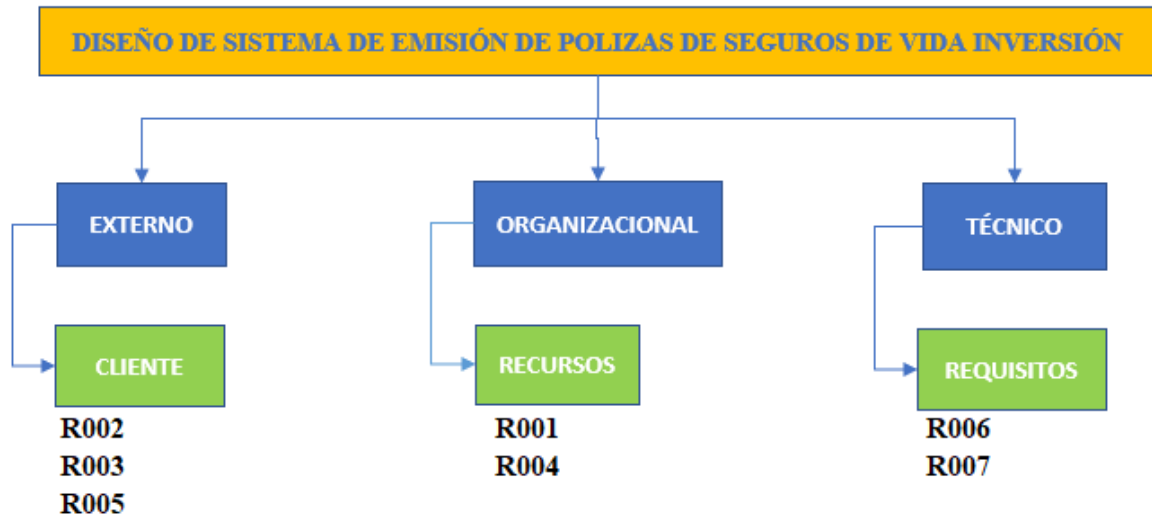 DISEÑO DE SISTEMA DE EMISIÓN DE POLIZAS DE SEGUROS DE VIDA INVERSIÓN
EXTERNO
ORGANIZACIONAL
TÉCNICO
CLIENTE
RECURSOS
REQUISITOS
R002
R003
R005
R001
R004
R006
R007